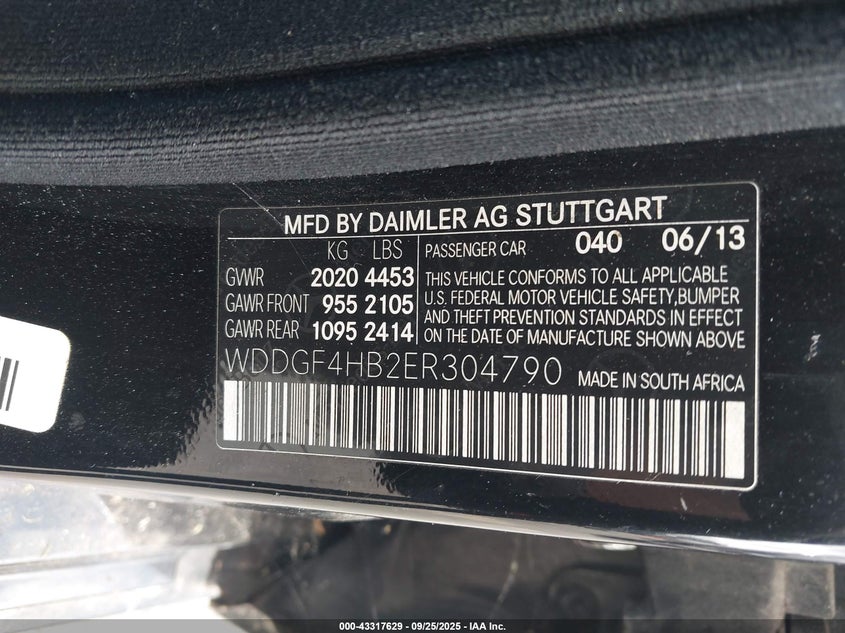 MFD BY DAIMLER AG STUTTGART
KG LBS
GVWR 2020 4453
GAWR FRONT 955 2105
GAWR REAR 1095 2414
PASSENGER CAR 040 06/13
THIS VEHICLE CONFORMS TO ALL APPLICABLE
U.S. FEDERAL MOTOR VEHICLE SAFETY,BUMPER
AND THEFT PREVENTION STANDARDS IN EFFECT
ON THE DATE OF MANUFACTURE SHOWN ABOVE
WDDGF4HB2ER304790 MADE IN SOUTH AFRICA
000-43317629 - 09/25/2025 - IAA Inc.